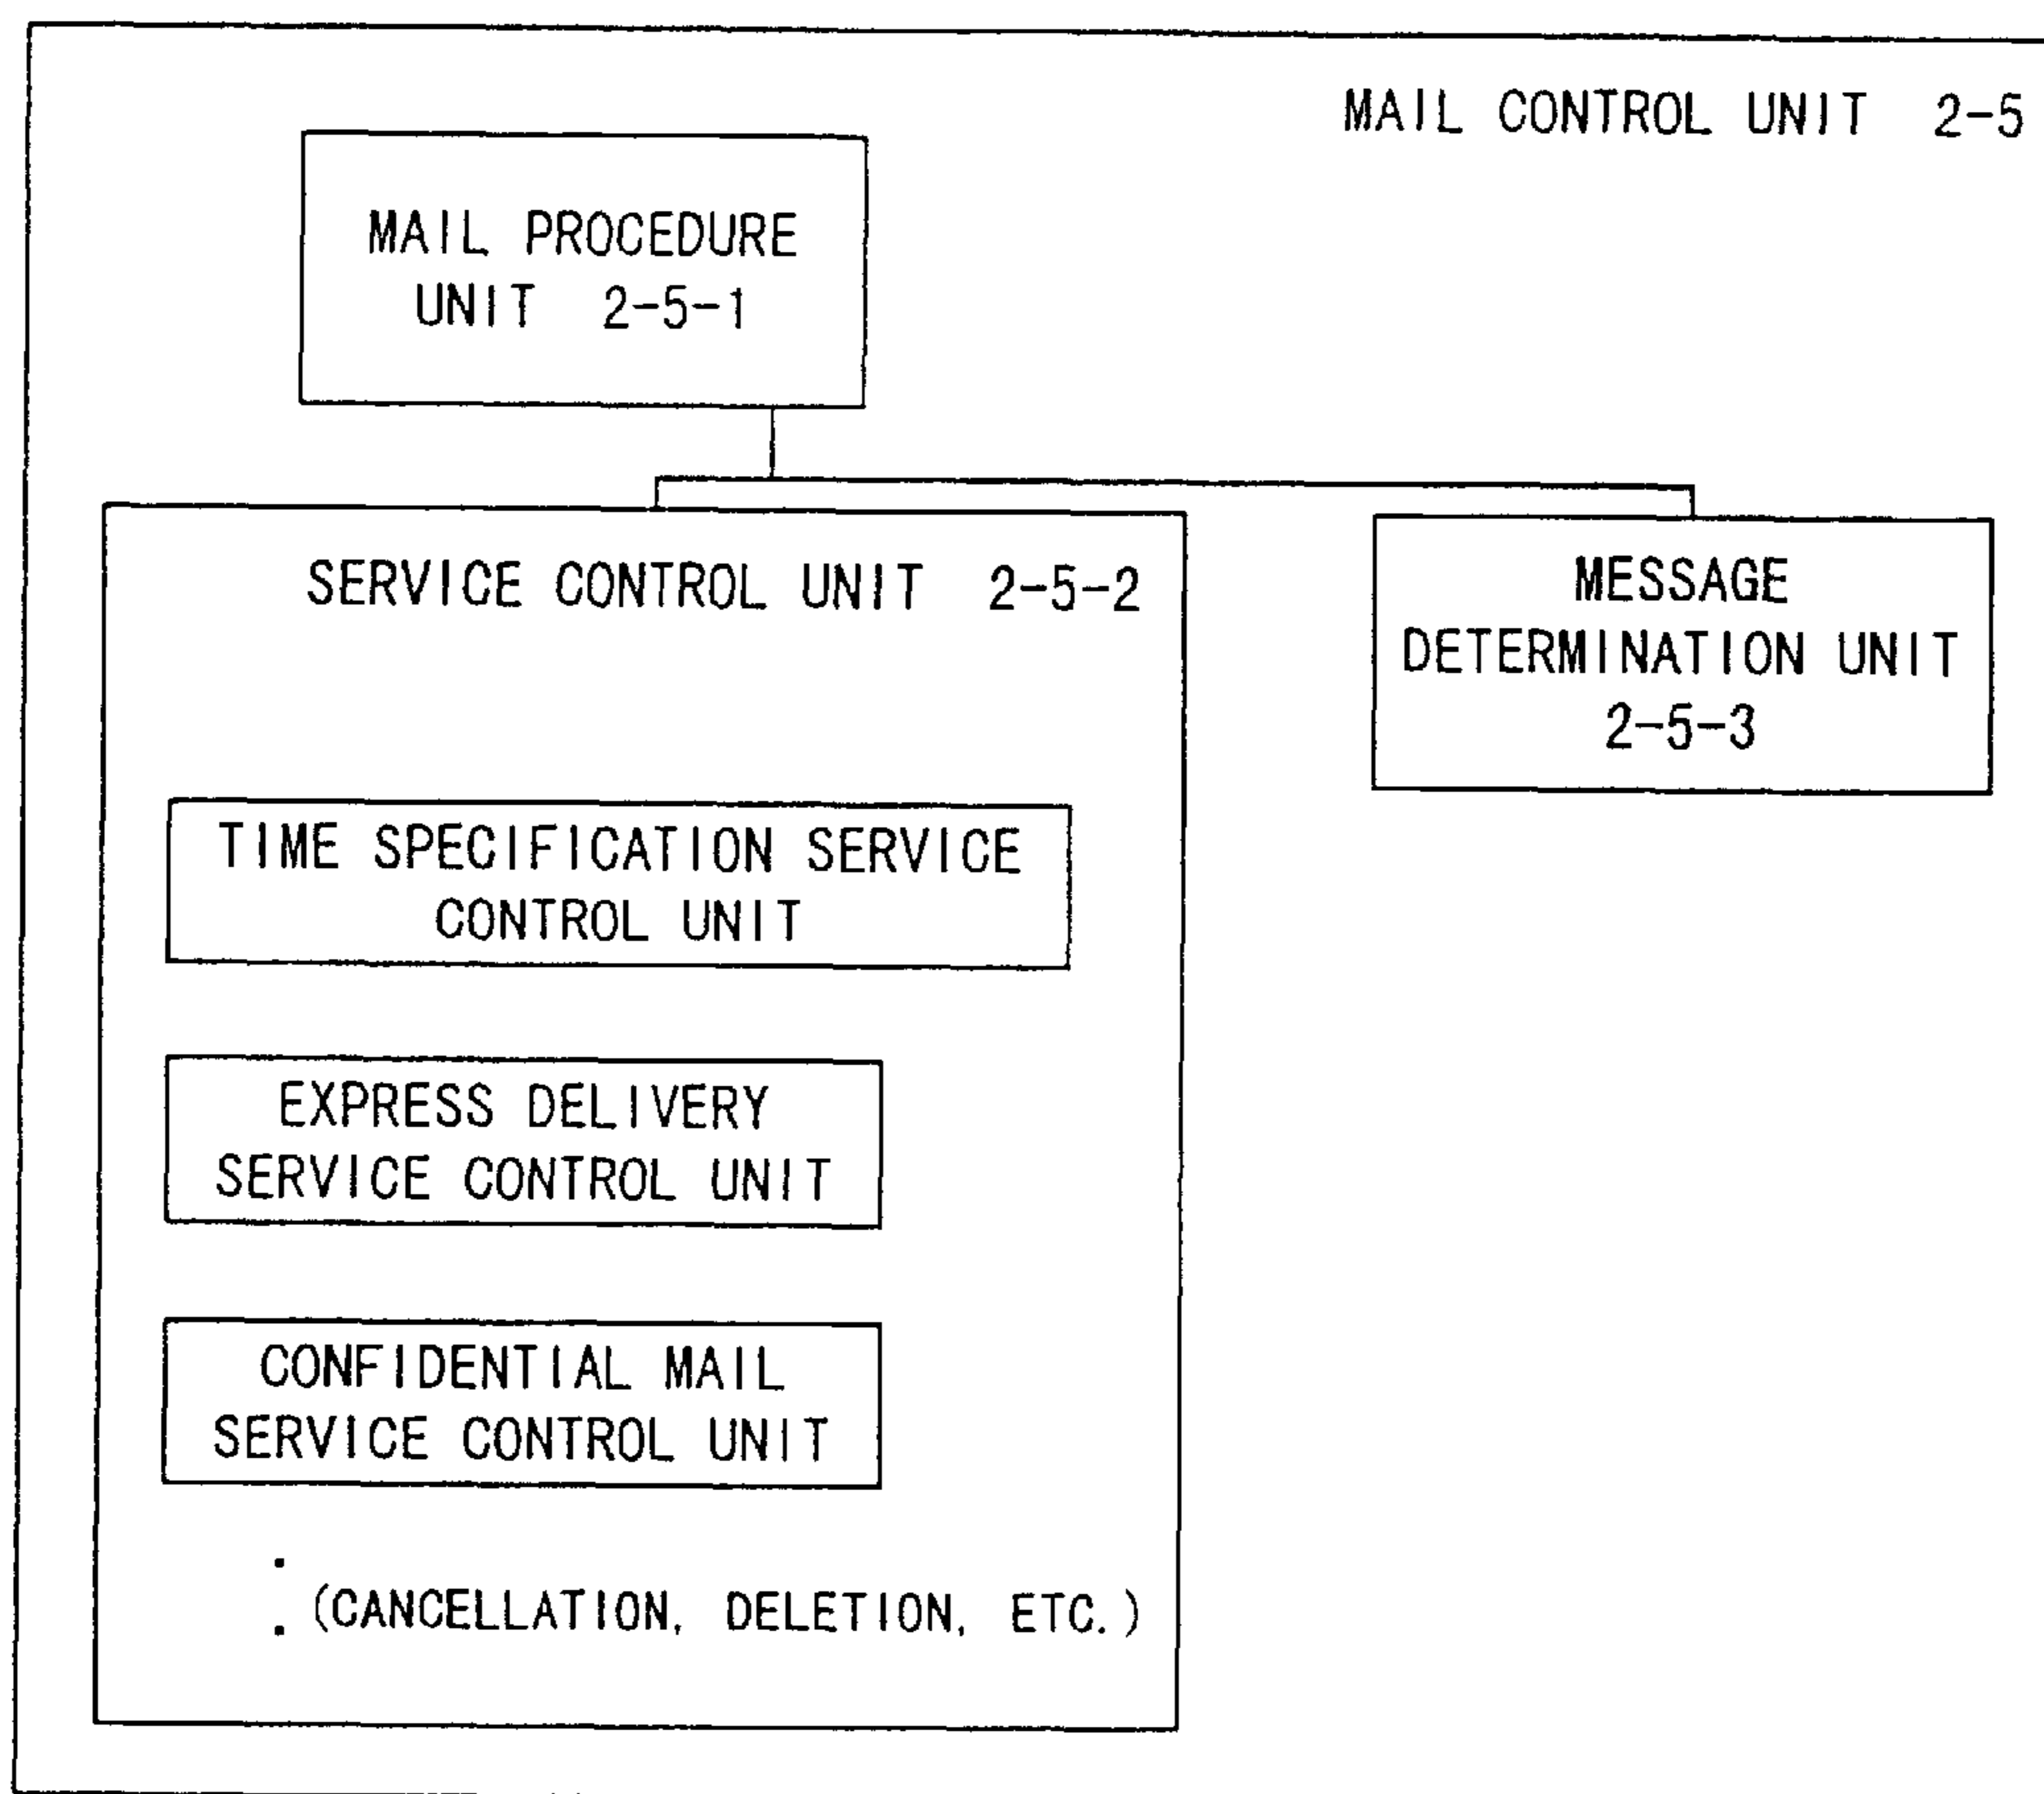 MAIL CONTROL UNIT 2-5
MAIL PROCEDURE
UNIT 2-5-1
SERVICE CONTROL UNIT 2-5-2
MESSAGE
DETERMINATION UNIT
2-5-3
TIME SPECIFICATION SERVICE
CONTROL UNIT
EXPRESS DELIVERY
SERVICE CONTROL UNIT
CONFIDENTIAL MAIL
SERVICE CONTROL UNIT
: (CANCELLATION, DELETION, ETC.)